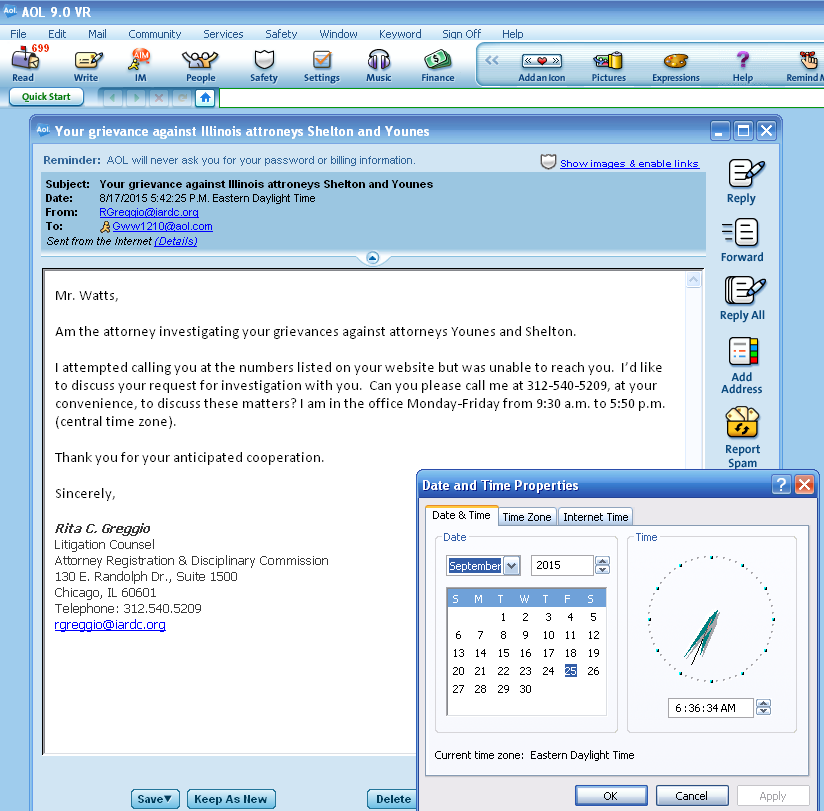 AOL 9.0 VR
File Edit Mail Community Services Safety Window Keyword Sign Off Help
699
Read Write IM People Safety Settings Music Finance Add an Icon Pictures Expressions Help Remind M
Quick Start
Your grievance against Illinois attroneys Shelton and Younes
Reminder: AOL will never ask you for your password or billing information.
Show images & enable links
Subject: Your grievance against Illinois attroneys Shelton and Younes
Date: 8/17/2015 5:42:25 P.M. Eastern Daylight Time
From: RGreggio@iardc.org
To: Gww1210@aol.com
Sent from the Internet (Details)
Reply
Forward
Reply All
Add
Address
Report
Spam
Mr. Watts,
Am the attorney investigating your grievances against attorneys Younes and Shelton.
I attempted calling you at the numbers listed on your website but was unable to reach you. I'd like
to discuss your request for investigation with you. Can you please call me at 312-540-5209, at your
convenience, to discuss these matters? I am in the office Monday-Friday from 9:30 a.m. to 5:50 p.m.
(central time zone).
Thank you for your anticipated cooperation.
Sincerely,
Rita C. Greggio
Litigation Counsel
Attorney Registration & Disciplinary Commission
130 E. Randolph Dr., Suite 1500
Chicago, IL 60601
Telephone: 312.540.5209
rgreggio@iardc.org
Save Keep As New Delete
Date and Time Properties
Date & Time Time Zone Internet Time
Date
September 2015
S M T W T F S
1 2 3 4 5
6 7 8 9 10 11 12
13 14 15 16 17 18 19
20 21 22 23 24 25 26
27 28 29 30
Time
6:36:34 AM
Current time zone: Eastern Daylight Time
OK Cancel Apply